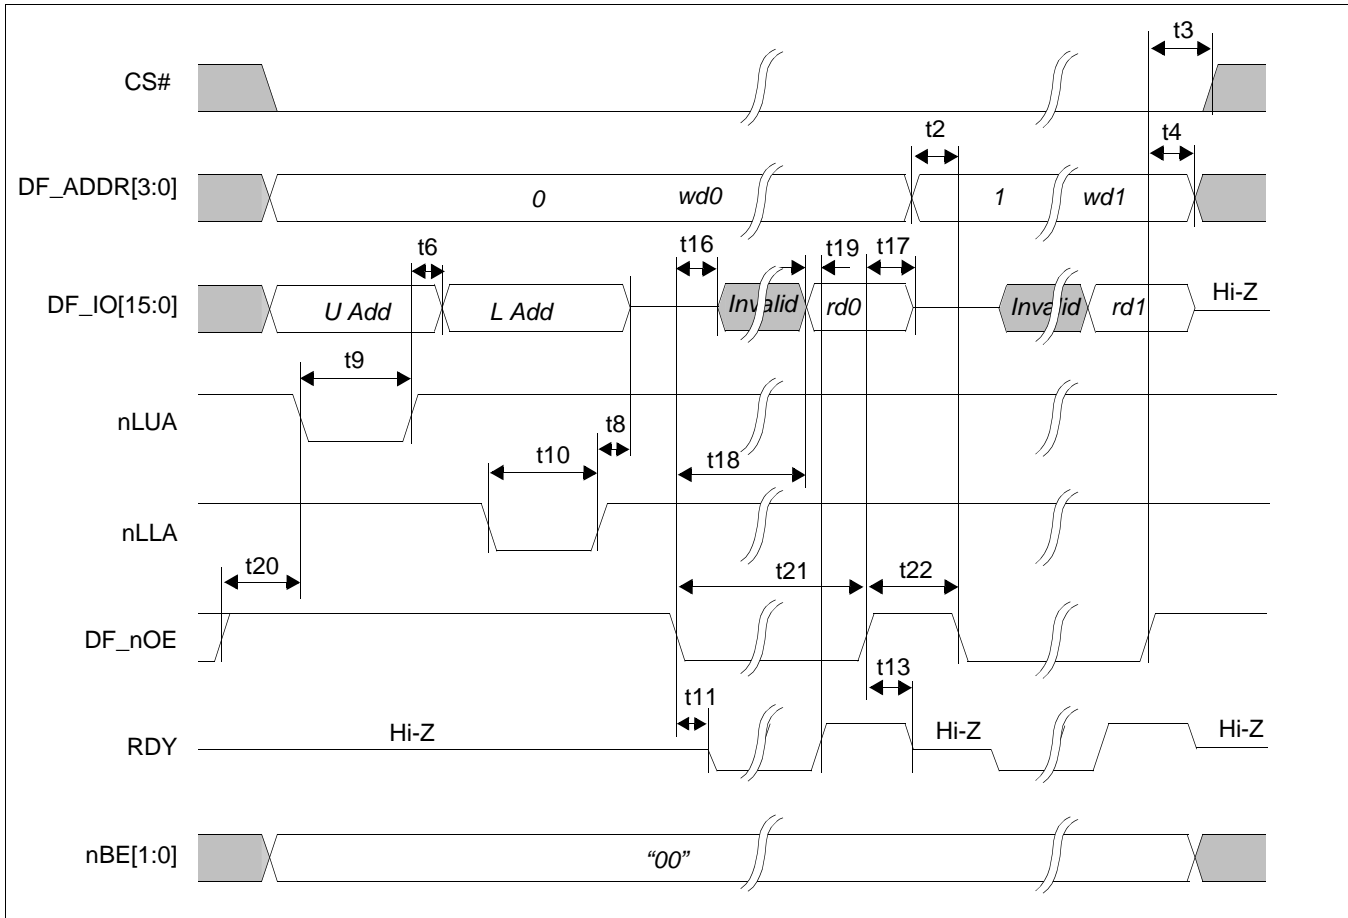 t3
CS#
t2
t4
DF_ADDR[3:0]
0
wd0
1
wd1
t6
t16
t19
t17
DF_IO[15:0]
U Add
L Add
Invalid
rd0
Invalid
rd1
Hi-Z
t9
nLUA
t8
t10
t18
nLLA
t20
t21
t22
DF_nOE
t11
t13
RDY
Hi-Z
Hi-Z
Hi-Z
nBE[1:0]
“00”